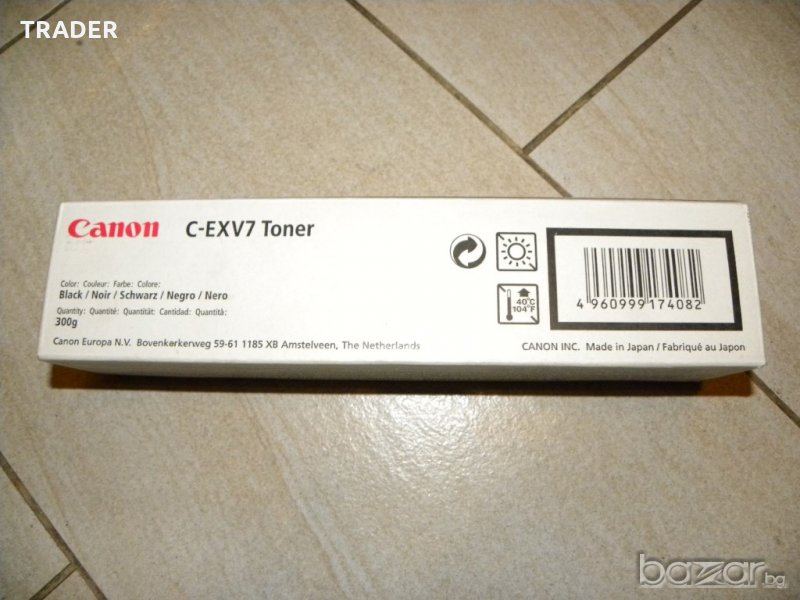 TRADER
Canon C-EXV7 Toner
Color: Couleur: Farbe: Colore:
Black / Noir / Schwarz / Negro / Nero
Quantity: Quantité: Quantität: Cantidad: Quantità:
300g
Canon Europa N.V. Bovenkerkerweg 59-61 1185 XB Amstelveen, The Netherlands
40°C
104°F
4 960999 174082
CANON INC. Made in Japan / Fabriqué au Japon
bazar.bg